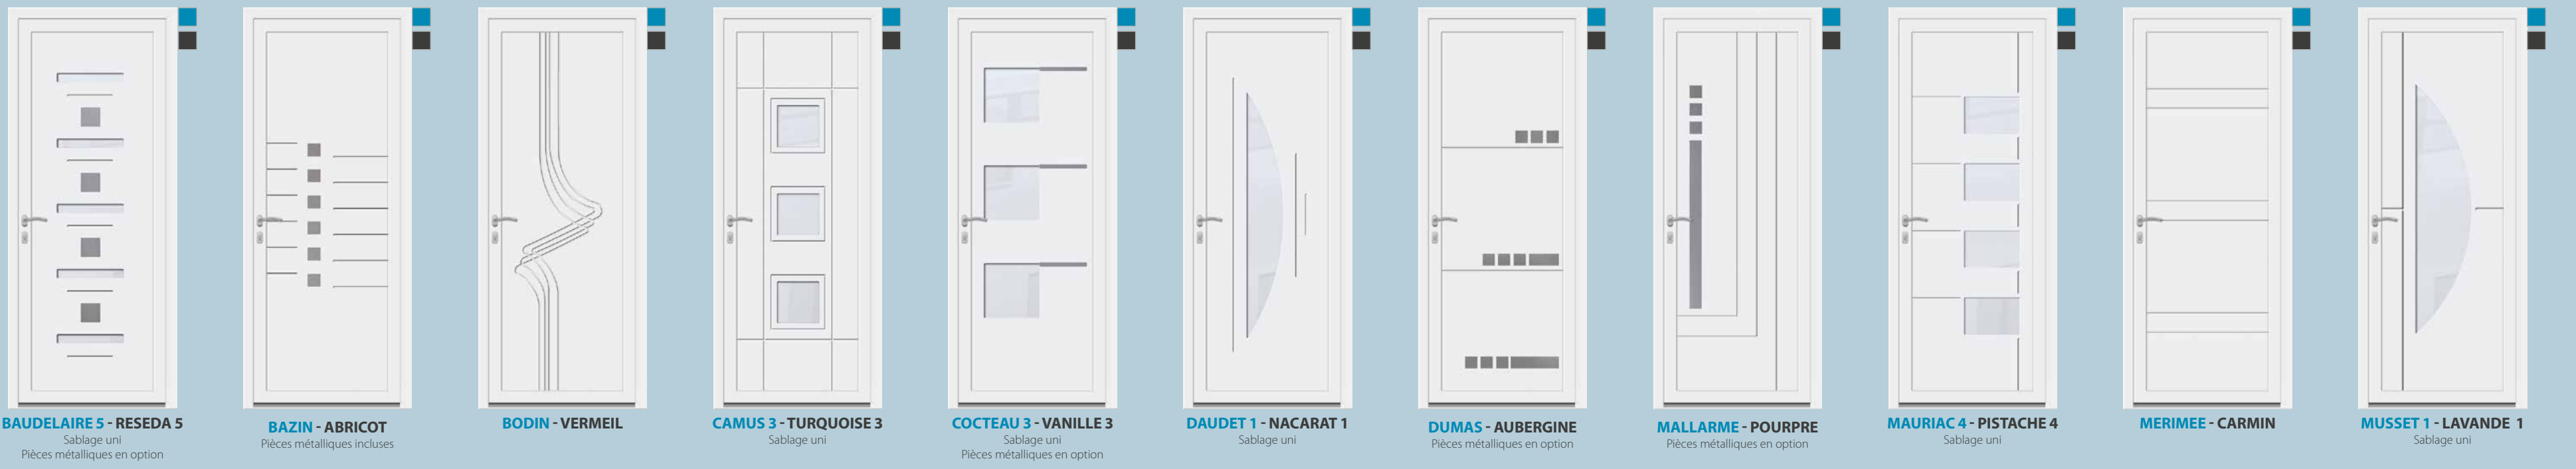 BAUDELAIRE 5 - RESEDA 5
Sablage uni
Pièces métalliques en option
BAZIN - ABRICOT
Pièces métalliques incluses
BODIN - VERMEIL
CAMUS 3 - TURQUOISE 3
Sablage uni
COCTEAU 3 - VANILLE 3
Sablage uni
Pièces métalliques en option
DAUDET 1 - NACARAT 1
Sablage uni
DUMAS - AUBERGINE
Pièces métalliques en option
MALLARME - POURPRE
Pièces métalliques en option
MAURIAC 4 - PISTACHE 4
Sablage uni
MERIMEE - CARMIN
MUSSET 1 - LAVANDE 1
Sablage uni